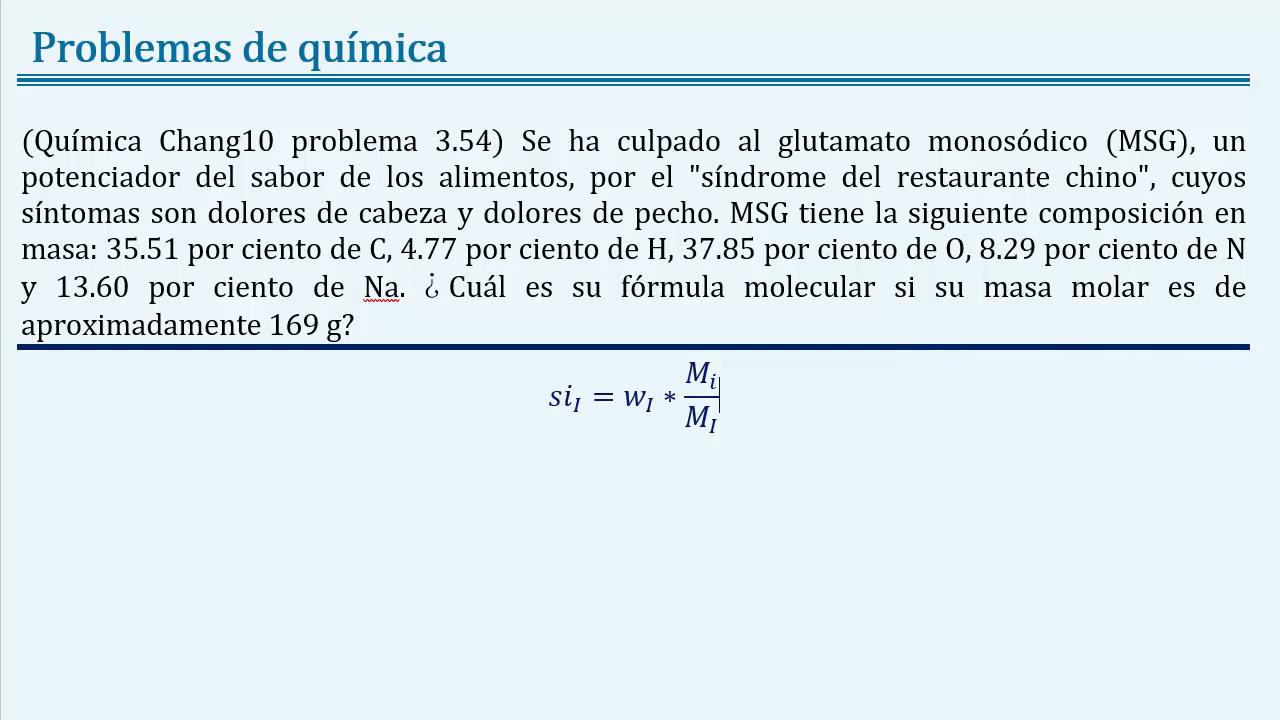 Problemas de química
(Química Chang10 problema 3.54) Se ha culpado al glutamato monosódico (MSG), un
potenciador del sabor de los alimentos, por el "síndrome del restaurante chino", cuyos
síntomas son dolores de cabeza y dolores de pecho. MSG tiene la siguiente composición en
masa: 35.51 por ciento de C, 4.77 por ciento de H, 37.85 por ciento de O, 8.29 por ciento de N
y 13.60 por ciento de Na. ¿ Cuál es su fórmula molecular si su masa molar es de
aproximadamente 169 g?
si_I = w_I * M_i / M_I